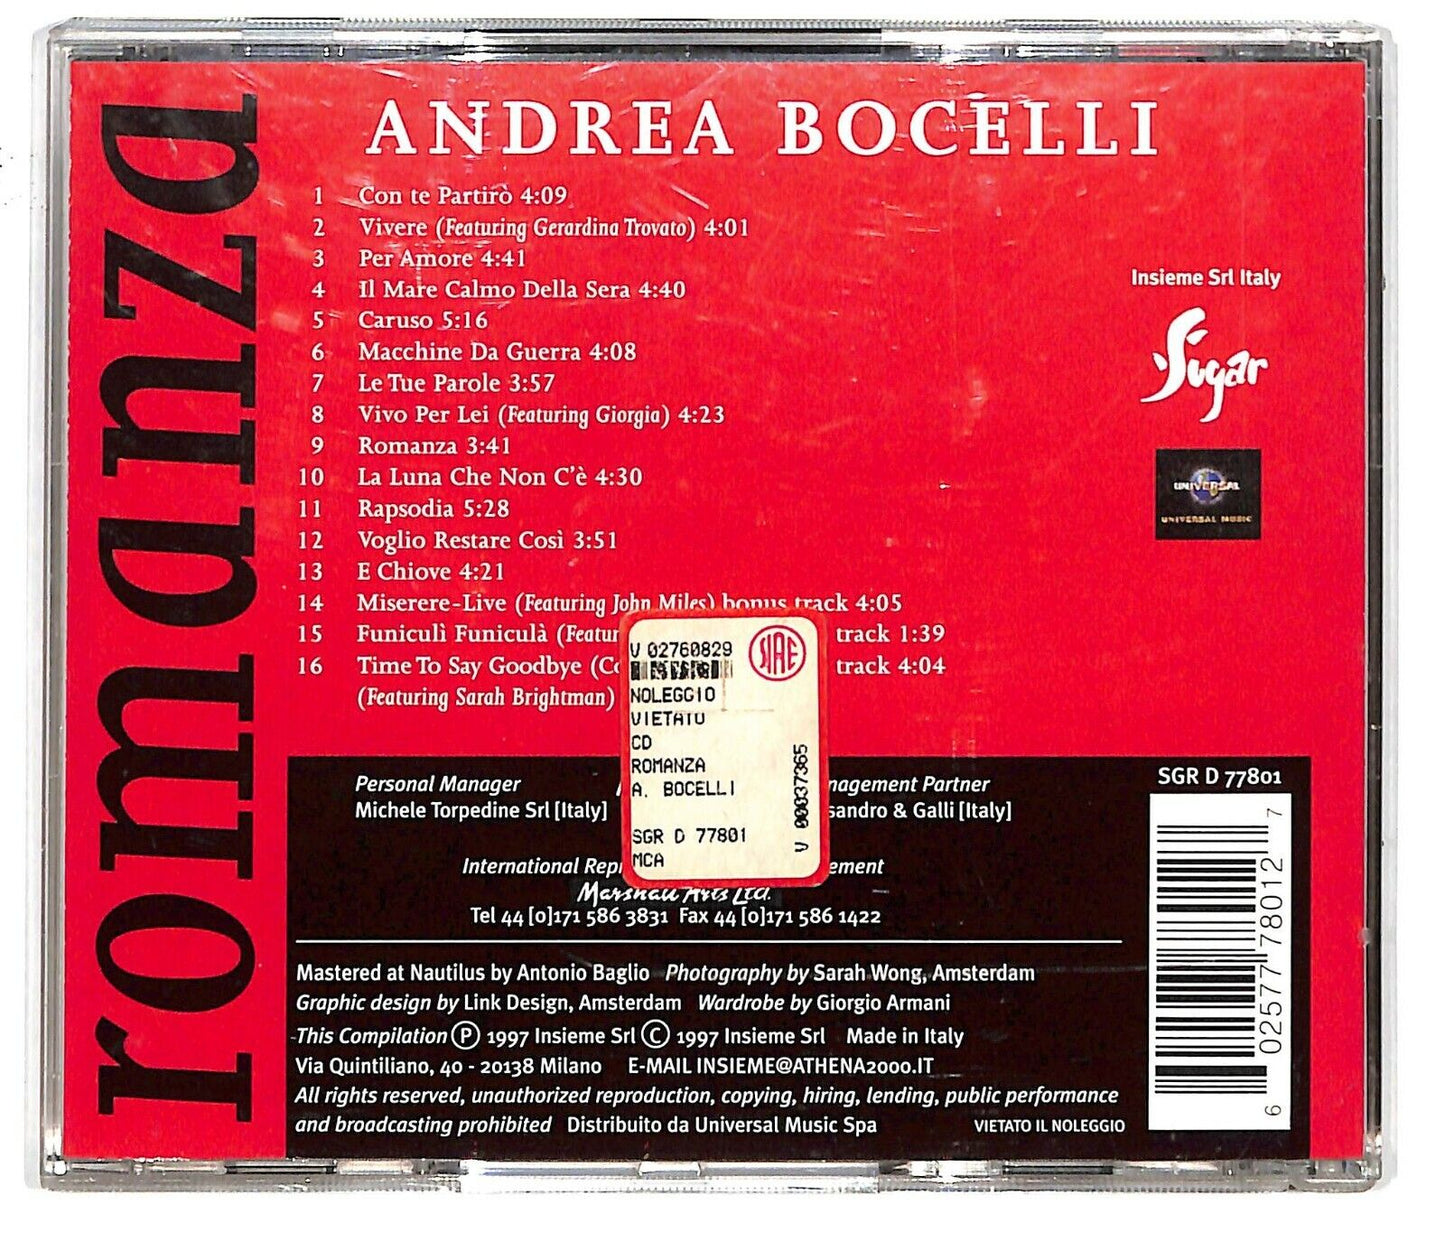 romanza
ANDREA BOCELLI
1 Con te Partirò 4:09
2 Vivere (Featuring Gerardina Trovato) 4:01
3 Per Amore 4:41
4 Il Mare Calmo Della Sera 4:40
5 Caruso 5:16
6 Macchine Da Guerra 4:08
7 Le Tue Parole 3:57
8 Vivo Per Lei (Featuring Giorgia) 4:23
9 Romanza 3:41
10 La Luna Che Non C'è 4:30
11 Rapsodia 5:28
12 Voglio Restare Così 3:51
13 E Chiove 4:21
14 Miserere-Live (Featuring John Miles) bonus track 4:05
15 Funiculì Funiculà (Featur track 1:39
16 Time To Say Goodbye (Co track 4:04
(Featuring Sarah Brightman)
Insieme Srl Italy
Sugar
UNIVERSAL
UNIVERSAL MUSIC
V 02760829
SIAE
NOLEGGIO
VIETATO
CD
ROMANZA
A. BOCELLI
SGR D 77801
MCA
V 00037365
Personal Manager
Michele Torpedine Srl [Italy]
nagement Partner
sandro & Galli [Italy]
International Repr ement
Marshall Arts Ltd.
Tel 44 [0]171 586 3831 Fax 44 [0]171 586 1422
SGR D 77801
6 02577 78012 7
Mastered at Nautilus by Antonio Baglio Photography by Sarah Wong, Amsterdam
Graphic design by Link Design, Amsterdam Wardrobe by Giorgio Armani
This Compilation Ⓟ 1997 Insieme Srl © 1997 Insieme Srl Made in Italy
Via Quintiliano, 40 - 20138 Milano E-MAIL INSIEME@ATHENA2000.IT
All rights reserved, unauthorized reproduction, copying, hiring, lending, public performance
and broadcasting prohibited Distribuito da Universal Music Spa
VIETATO IL NOLEGGIO